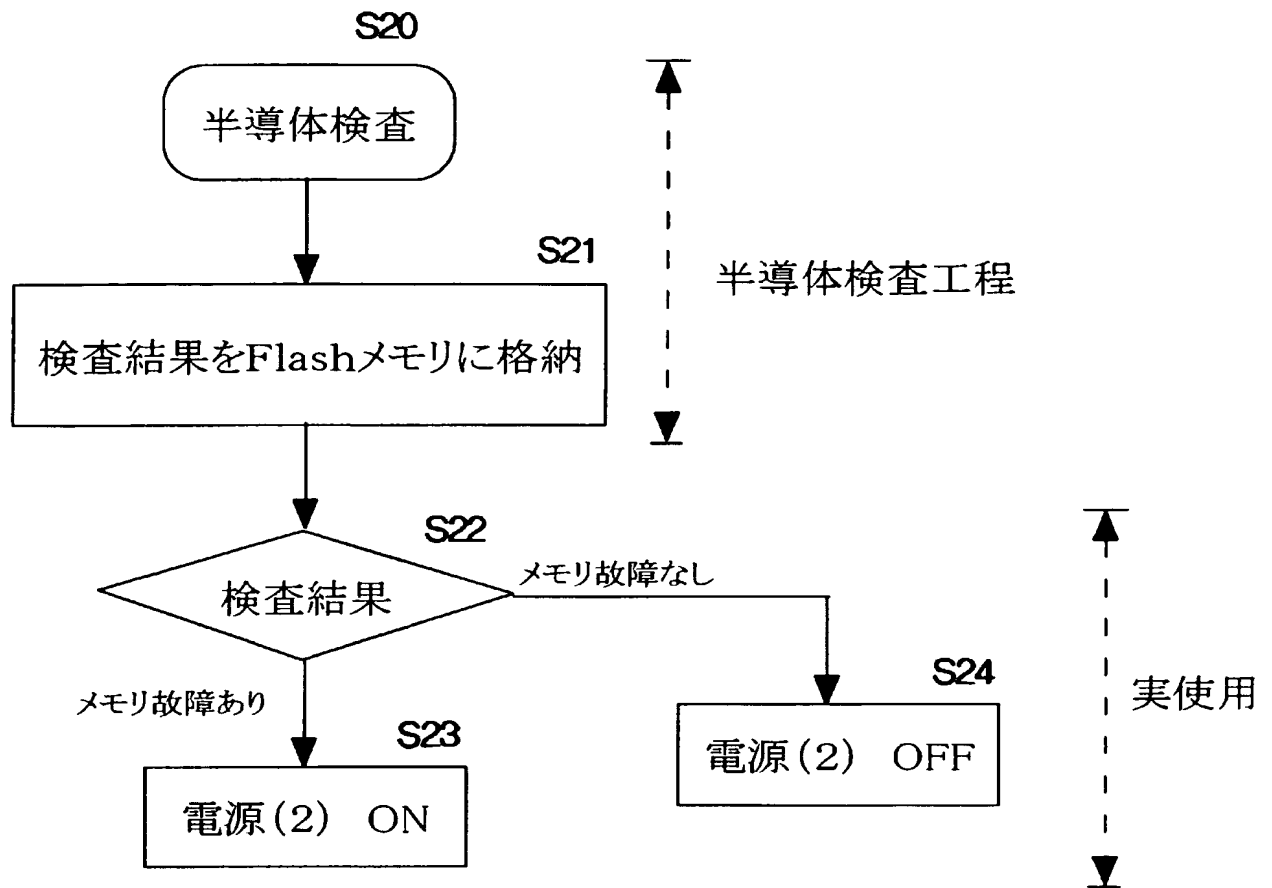 S20
半導体検査
S21
半導体検査工程
検査結果をFlashメモリに格納
S22
メモリ故障なし
検査結果
メモリ故障あり
S24
実使用
S23
電源(2) OFF
電源(2) ON